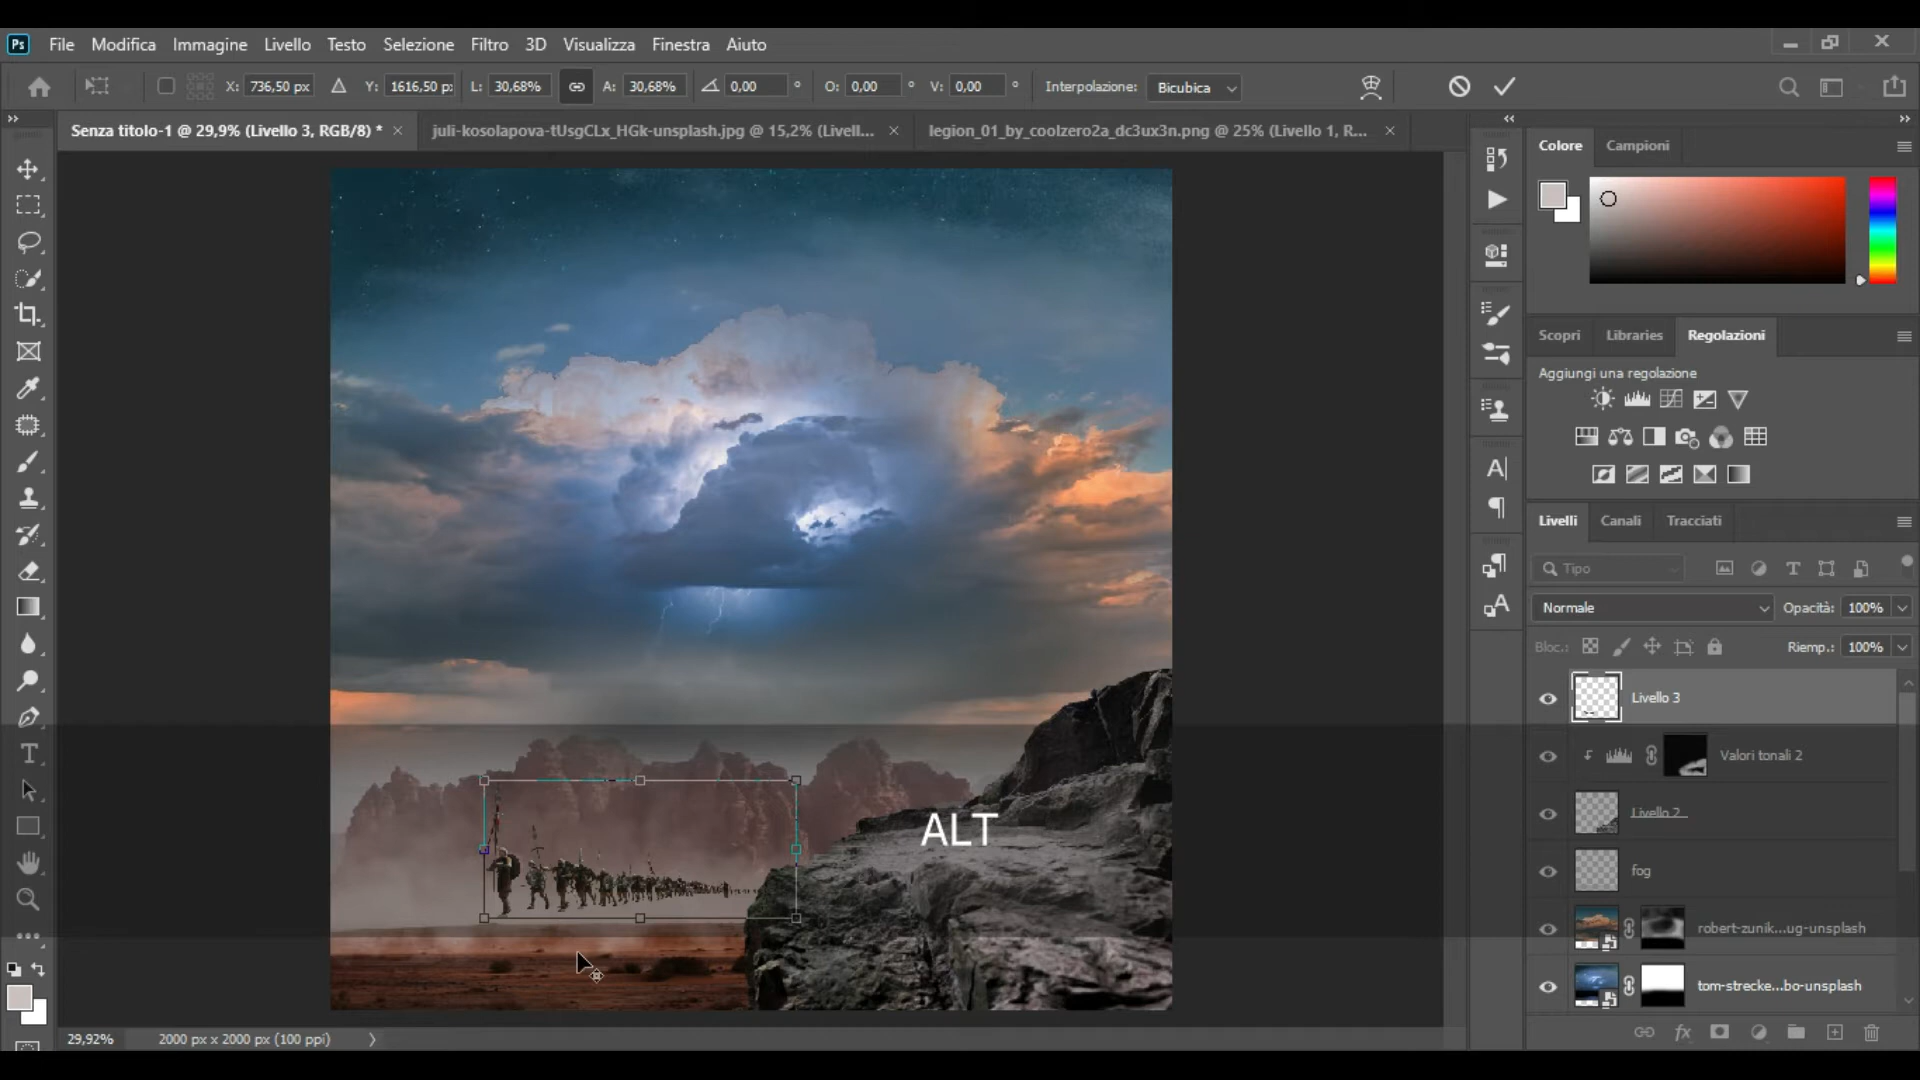 Ps File Modifica Immagine Livello Testo Selezione Filtro 3D Visualizza Finestra Aiuto
X: 736,50 px Y: 1616,50 px L: 30,68% A: 30,68% 0,00 ° O: 0,00 ° V: 0,00 ° Interpolazione: Bicubica
Senza titolo-1 @ 29,9% (Livello 3, RGB/8) * juli-kosolapova-tUsgCLx_HGk-unsplash.jpg @ 15,2% (Livell... legion_01_by_coolzero2a_dc3ux3n.png @ 25% (Livello 1, R...
Colore Campioni
Scopri Libraries Regolazioni
Aggiungi una regolazione
Livelli Canali Tracciati
Tipo
Normale Opacità: 100%
Bloc.: Riemp.: 100%
Livello 3
Valori tonali 2
Livello 2
fog
robert-zunik...ug-unsplash
tom-strecke...bo-unsplash
ALT
29,92% 2000 px x 2000 px (100 ppi)